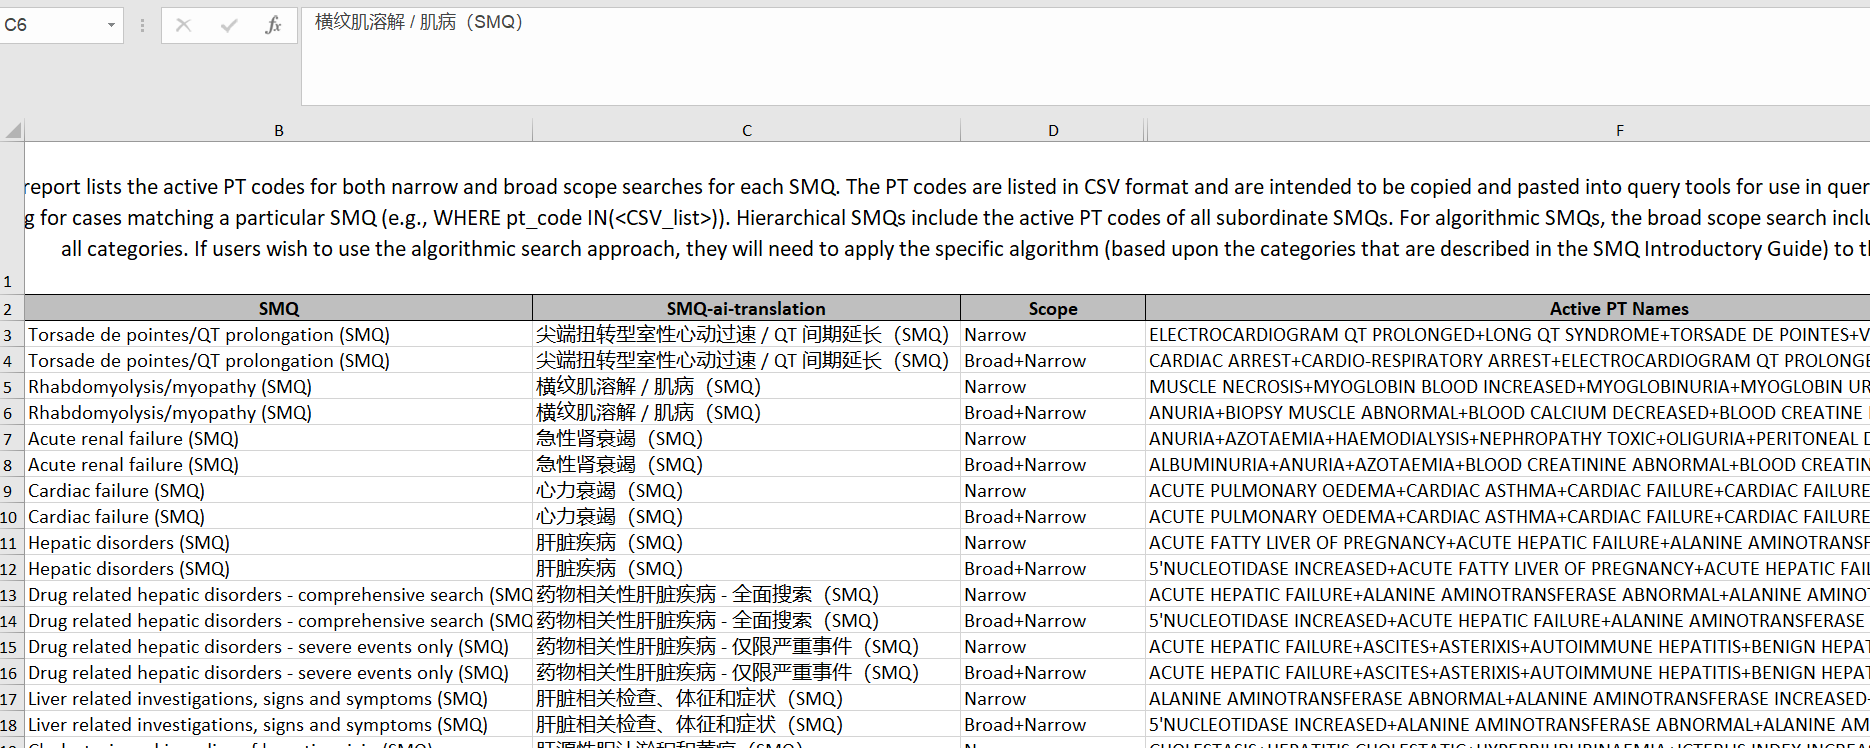 C6
fx
横纹肌溶解 / 肌病（SMQ）
B C D F
report lists the active PT codes for both narrow and broad scope searches for each SMQ. The PT codes are listed in CSV format and are intended to be copied and pasted into query tools for use in quer
g for cases matching a particular SMQ (e.g., WHERE pt_code IN(<CSV_list>)). Hierarchical SMQs include the active PT codes of all subordinate SMQs. For algorithmic SMQs, the broad scope search inclu
all categories. If users wish to use the algorithmic search approach, they will need to apply the specific algorithm (based upon the categories that are described in the SMQ Introductory Guide) to th
1
2 SMQ SMQ-ai-translation Scope Active PT Names
3 Torsade de pointes/QT prolongation (SMQ) 尖端扭转型室性心动过速 / QT 间期延长（SMQ） Narrow ELECTROCARDIOGRAM QT PROLONGED+LONG QT SYNDROME+TORSADE DE POINTES+V
4 Torsade de pointes/QT prolongation (SMQ) 尖端扭转型室性心动过速 / QT 间期延长（SMQ） Broad+Narrow CARDIAC ARREST+CARDIO-RESPIRATORY ARREST+ELECTROCARDIOGRAM QT PROLONGE
5 Rhabdomyolysis/myopathy (SMQ) 横纹肌溶解 / 肌病（SMQ） Narrow MUSCLE NECROSIS+MYOGLOBIN BLOOD INCREASED+MYOGLOBINURIA+MYOGLOBIN UR
6 Rhabdomyolysis/myopathy (SMQ) 横纹肌溶解 / 肌病（SMQ） Broad+Narrow ANURIA+BIOPSY MUSCLE ABNORMAL+BLOOD CALCIUM DECREASED+BLOOD CREATINE
7 Acute renal failure (SMQ) 急性肾衰竭（SMQ） Narrow ANURIA+AZOTAEMIA+HAEMODIALYSIS+NEPHROPATHY TOXIC+OLIGURIA+PERITONEAL D
8 Acute renal failure (SMQ) 急性肾衰竭（SMQ） Broad+Narrow ALBUMINURIA+ANURIA+AZOTAEMIA+BLOOD CREATININE ABNORMAL+BLOOD CREATIN
9 Cardiac failure (SMQ) 心力衰竭（SMQ） Narrow ACUTE PULMONARY OEDEMA+CARDIAC ASTHMA+CARDIAC FAILURE+CARDIAC FAILURE
10 Cardiac failure (SMQ) 心力衰竭（SMQ） Broad+Narrow ACUTE PULMONARY OEDEMA+CARDIAC ASTHMA+CARDIAC FAILURE+CARDIAC FAILURE
11 Hepatic disorders (SMQ) 肝脏疾病（SMQ） Narrow ACUTE FATTY LIVER OF PREGNANCY+ACUTE HEPATIC FAILURE+ALANINE AMINOTRANSF
12 Hepatic disorders (SMQ) 肝脏疾病（SMQ） Broad+Narrow 5'NUCLEOTIDASE INCREASED+ACUTE FATTY LIVER OF PREGNANCY+ACUTE HEPATIC FAIL
13 Drug related hepatic disorders - comprehensive search (SMQ 药物相关性肝脏疾病 - 全面搜索（SMQ） Narrow ACUTE HEPATIC FAILURE+ALANINE AMINOTRANSFERASE ABNORMAL+ALANINE AMINOT
14 Drug related hepatic disorders - comprehensive search (SMQ 药物相关性肝脏疾病 - 全面搜索（SMQ） Broad+Narrow 5'NUCLEOTIDASE INCREASED+ACUTE HEPATIC FAILURE+ALANINE AMINOTRANSFERASE
15 Drug related hepatic disorders - severe events only (SMQ) 药物相关性肝脏疾病 - 仅限严重事件（SMQ） Narrow ACUTE HEPATIC FAILURE+ASCITES+ASTERIXIS+AUTOIMMUNE HEPATITIS+BENIGN HEPAT
16 Drug related hepatic disorders - severe events only (SMQ) 药物相关性肝脏疾病 - 仅限严重事件（SMQ） Broad+Narrow ACUTE HEPATIC FAILURE+ASCITES+ASTERIXIS+AUTOIMMUNE HEPATITIS+BENIGN HEPAT
17 Liver related investigations, signs and symptoms (SMQ) 肝脏相关检查、体征和症状（SMQ） Narrow ALANINE AMINOTRANSFERASE ABNORMAL+ALANINE AMINOTRANSFERASE INCREASED+
18 Liver related investigations, signs and symptoms (SMQ) 肝脏相关检查、体征和症状（SMQ） Broad+Narrow 5'NUCLEOTIDASE INCREASED+ALANINE AMINOTRANSFERASE ABNORMAL+ALANINE AM